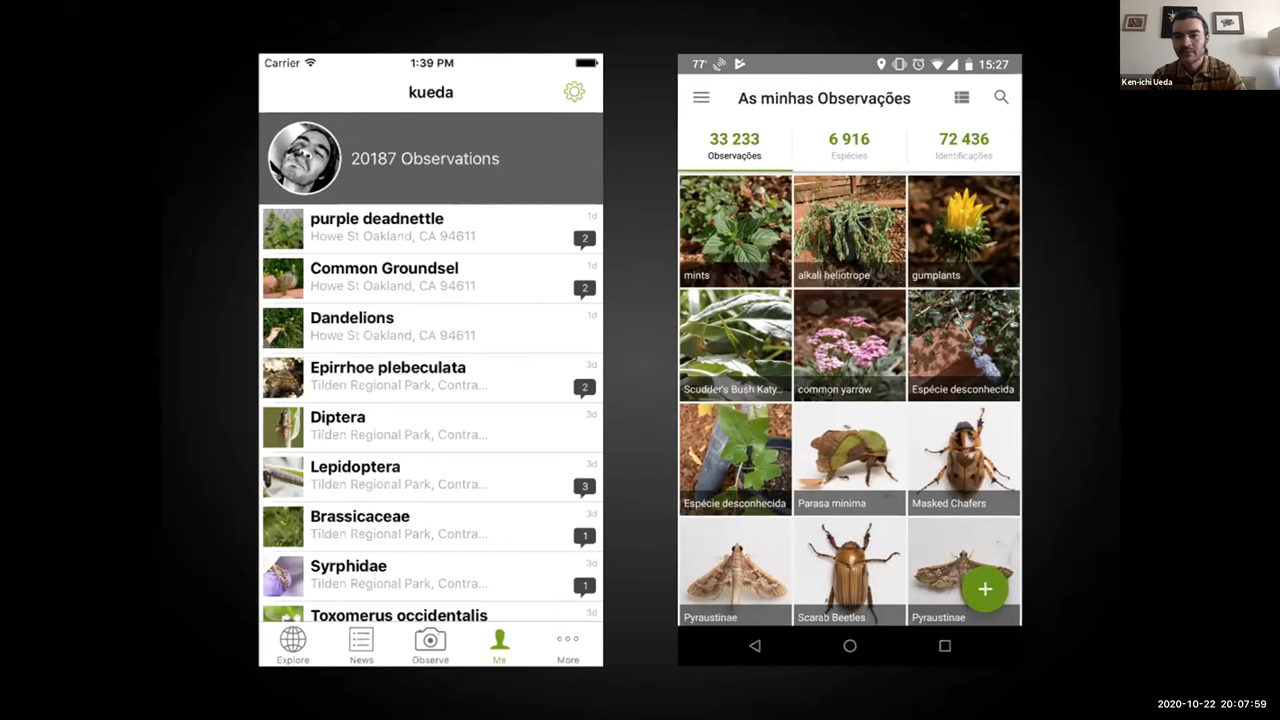 Carrier
1:39 PM
kueda
20187 Observations
purple deadnettle
1d
Howe St Oakland, CA 94611
2
Common Groundsel
1d
Howe St Oakland, CA 94611
2
Dandelions
1d
Howe St Oakland, CA 94611
Epirrhoe plebeculata
3d
Tilden Regional Park, Contra...
2
Diptera
3d
Tilden Regional Park, Contra...
Lepidoptera
3d
Tilden Regional Park, Contra...
3
Brassicaceae
3d
Tilden Regional Park, Contra...
1
Syrphidae
3d
Tilden Regional Park, Contra...
1
Toxomerus occidentalis
3d
Explore News Observe Me More
77°
15:27
As minhas Observações
33 233 6 916 72 436
Observações Espécies Identificações
mints alkali heliotrope gumplants
Scudder's Bush Katy... common yarrow Espécie desconhecida
Espécie desconhecida Parasa minima Masked Chafers
Pyraustinae Scarab Beetles Pyraustinae
+
Ken-ichi Ueda
2020-10-22 20:07:59